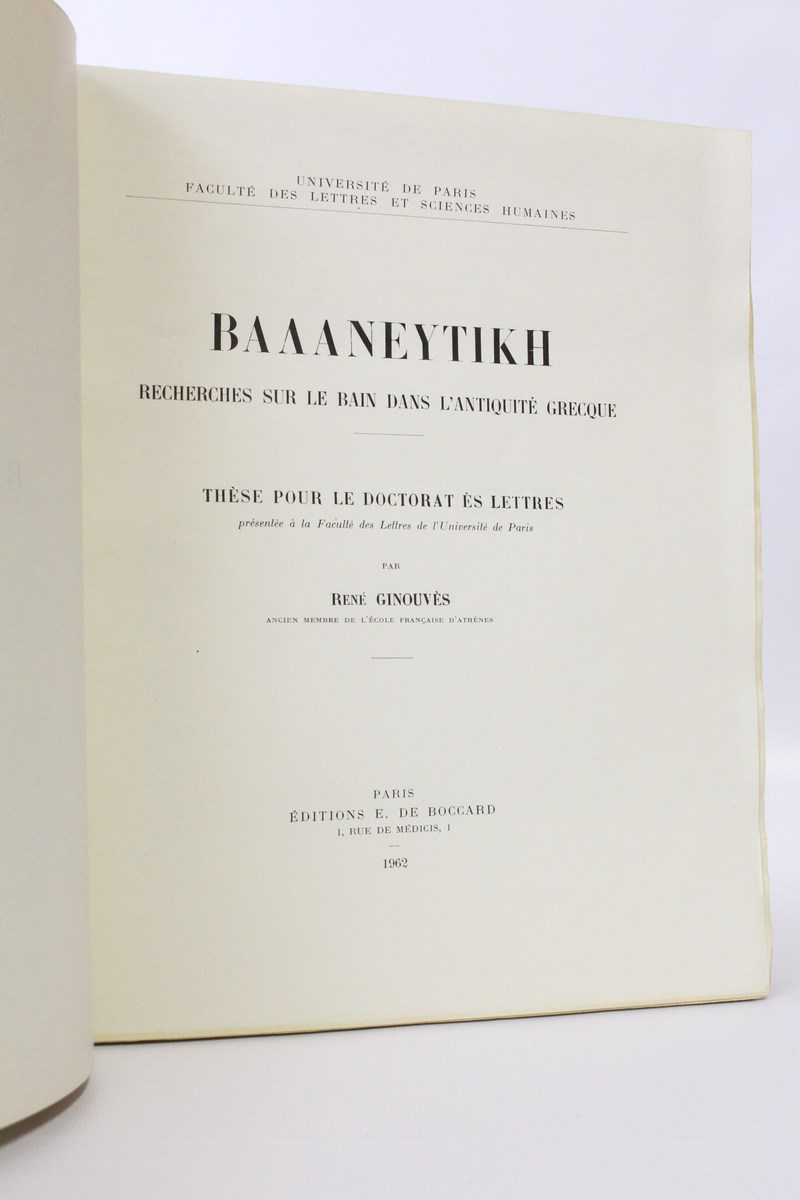 UNIVERSITÉ DE PARIS
FACULTÉ DES LETTRES ET SCIENCES HUMAINES
ΒΑΛΑΝΕΥΤΙΚΗ
RECHERCHES SUR LE BAIN DANS L'ANTIQUITÉ GRECQUE
THÈSE POUR LE DOCTORAT ÈS LETTRES
présentée à la Faculté des Lettres de l'Université de Paris
PAR
RENÉ GINOUVÈS
ANCIEN MEMBRE DE L'ÉCOLE FRANÇAISE D'ATHÈNES
PARIS
ÉDITIONS E. DE BOCCARD
1, RUE DE MÉDICIS, 1
1962